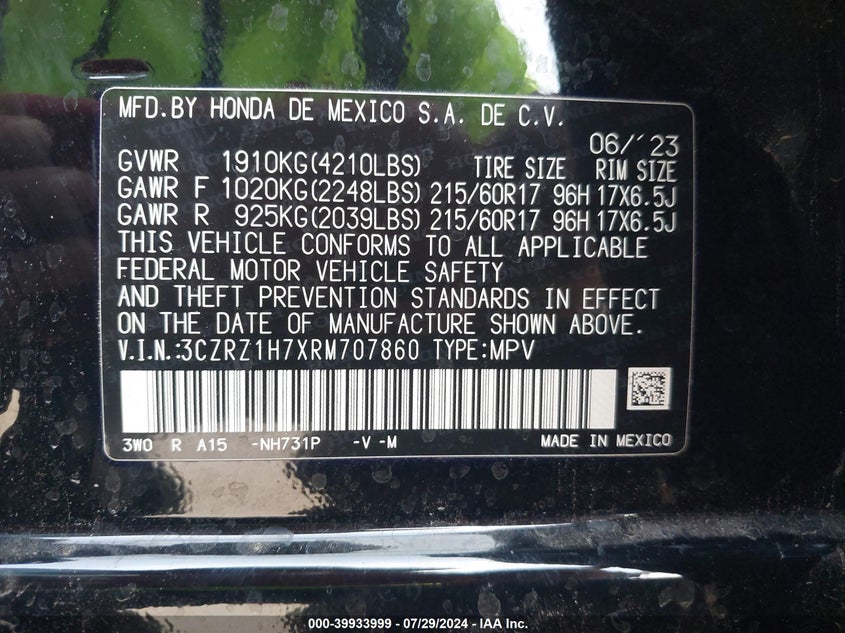 MFD.BY HONDA DE MEXICO S.A. DE C.V.
06/'23
GVWR 1910KG(4210LBS) TIRE SIZE RIM SIZE
GAWR F 1020KG(2248LBS) 215/60R17 96H 17X6.5J
GAWR R 925KG(2039LBS) 215/60R17 96H 17X6.5J
THIS VEHICLE CONFORMS TO ALL APPLICABLE
FEDERAL MOTOR VEHICLE SAFETY
AND THEFT PREVENTION STANDARDS IN EFFECT
ON THE DATE OF MANUFACTURE SHOWN ABOVE.
V.I.N.:3CZRZ1H7XRM707860 TYPE:MPV
3W0 R A15 -NH731P -V -M MADE IN MEXICO
000-39933999 / 07/29/2024 - IAA Inc.